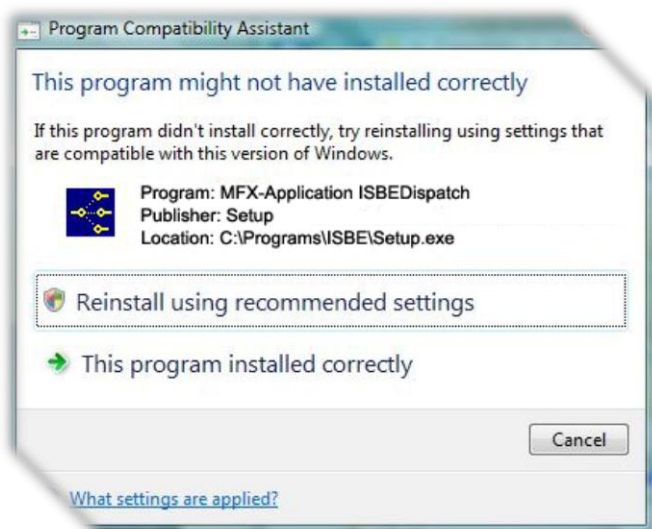 Program Compatibility Assistant
This program might not have installed correctly
If this program didn't install correctly, try reinstalling using settings that
are compatible with this version of Windows.
Program: MFX-Application ISBEDispatch
Publisher: Setup
Location: C:\Programs\ISBE\Setup.exe
Reinstall using recommended settings
This program installed correctly
Cancel
What settings are applied?